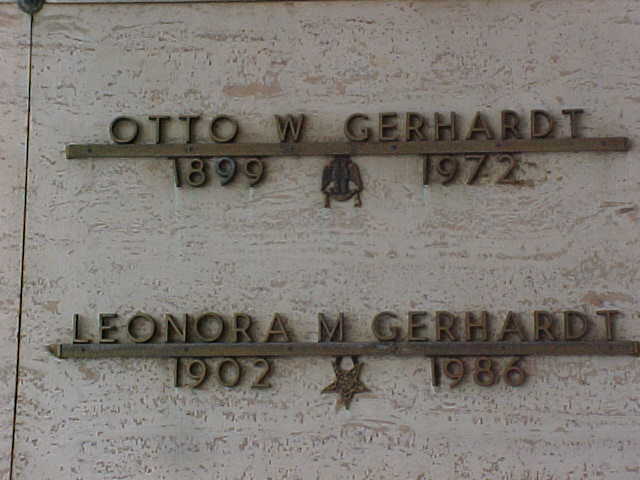 OTTO W GERHARDT
1899 1972
LEONORA M GERHARDT
1902 1986